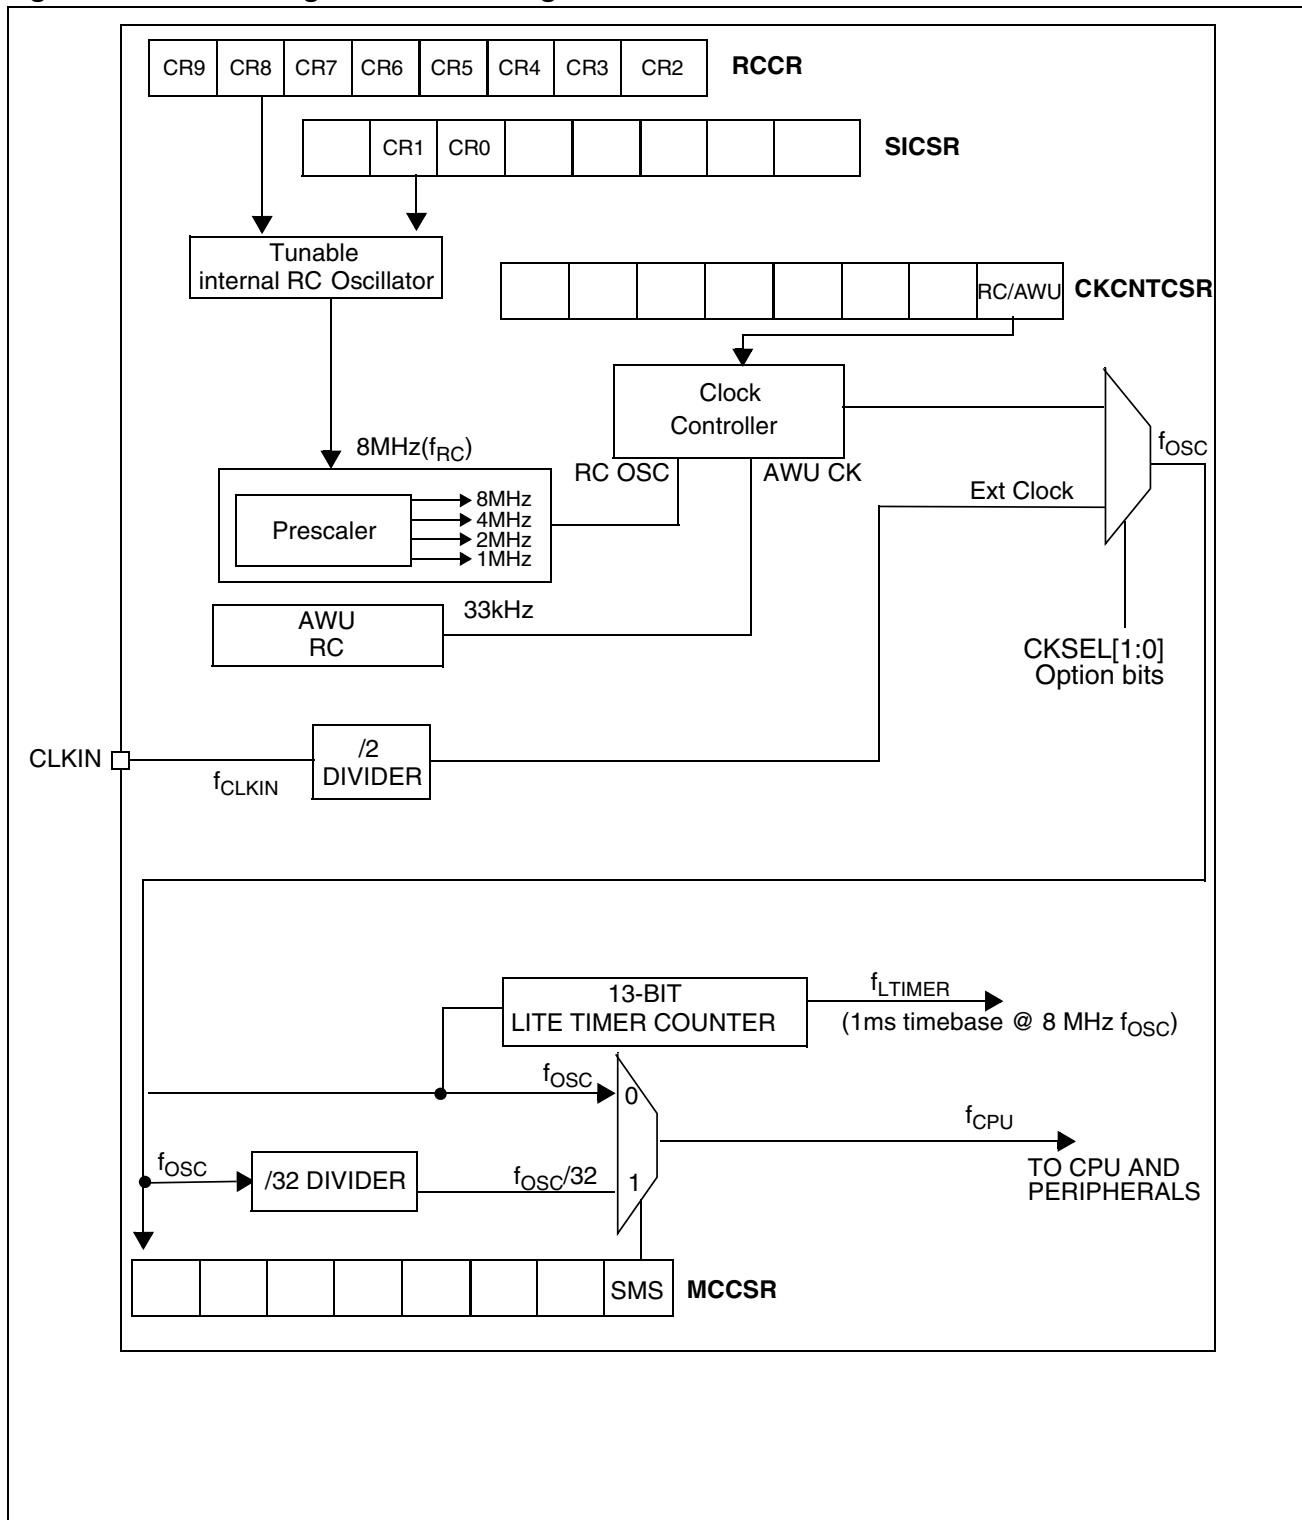 CR9 CR8 CR7 CR6 CR5 CR4 CR3 CR2 RCCR
CR1 CR0 SICSR
Tunable
internal RC Oscillator
RC/AWU CKCNTCSR
Clock
Controller
8MHz(fRC)
RC OSC AWU CK
fOSC
Ext Clock
Prescaler
8MHz
4MHz
2MHz
1MHz
AWU
RC
33kHz
CKSEL[1:0]
Option bits
CLKIN
fCLKIN
/2
DIVIDER
13-BIT
LITE TIMER COUNTER
fLTIMER
(1ms timebase @ 8 MHz fOSC)
fOSC
0
fCPU
TO CPU AND
PERIPHERALS
fOSC
/32 DIVIDER
fOSC/32
1
SMS MCCSR